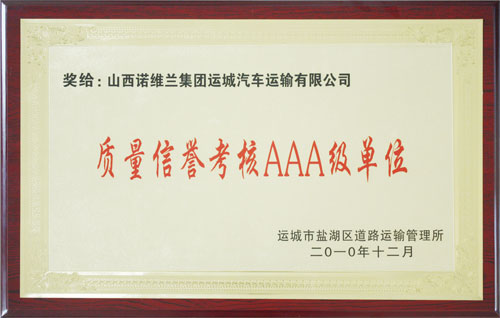 奖给：山西诺维兰集团运城汽车运输有限公司
质量信誉考核AAA级单位
运城市盐湖区道路运输管理所
二0一0年十二月